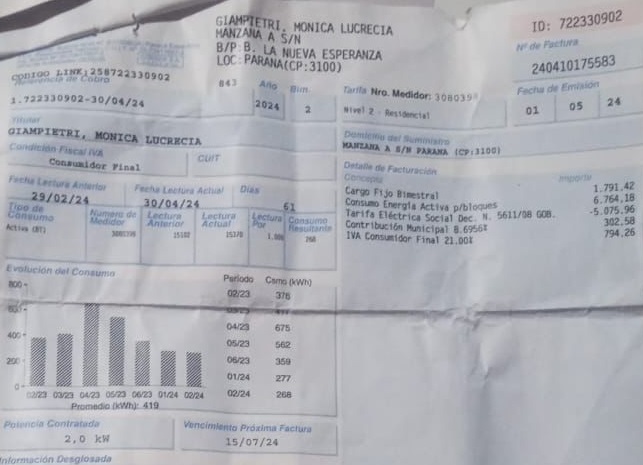 GIAMPIETRI, MONICA LUCRECIA
MANZANA A S/N
B/P:B. LA NUEVA ESPERANZA
LOC:PARANA(CP:3100)
ID: 722330902
Nº de Factura
240410175583
CODIGO LINK:258722330902
Referencia de Cobro
1.722330902-30/04/24
843
Año
2024
Bim.
2
Tarifa Nro. Medidor:
Nivel 2 - Residencial
Fecha de Emisión
01 05 24
Titular
GIAMPIETRI, MONICA LUCRECIA
Domicilio del Suministro
MANZANA A S/N PARANA (CP:3100)
Condición Fiscal IVA
Consumidor Final
CUIT
Fecha Lectura Anterior
29/02/24
Fecha Lectura Actual
30/04/24
Días
61
Detalle de Facturación
Concepto
Importe
Cargo Fijo Bimestral 1.791,42
Consumo Energía Activa p/bloques 6.764,18
Tarifa Eléctrica Social Dec. N. 5611/08 GOB. -5.075,96
Contribución Municipal 8.6956% 302,58
IVA Consumidor Final 21.00% 794,26
Tipo de Consumo
Número de Medidor
Lectura Anterior
Lectura Actual
Lectura Por
Consumo Resultante
268
Evolución del Consumo
Periodo Csmo (kWh)
02/23 376
04/23 675
05/23 562
06/23 359
01/24 277
02/24 268
800
400
200
0
02/23 03/23 04/23 05/23 06/23 01/24 02/24
Promedio (kWh): 419
Potencia Contratada
2,0 kW
Vencimiento Próxima Factura
15/07/24
Información Desglosada